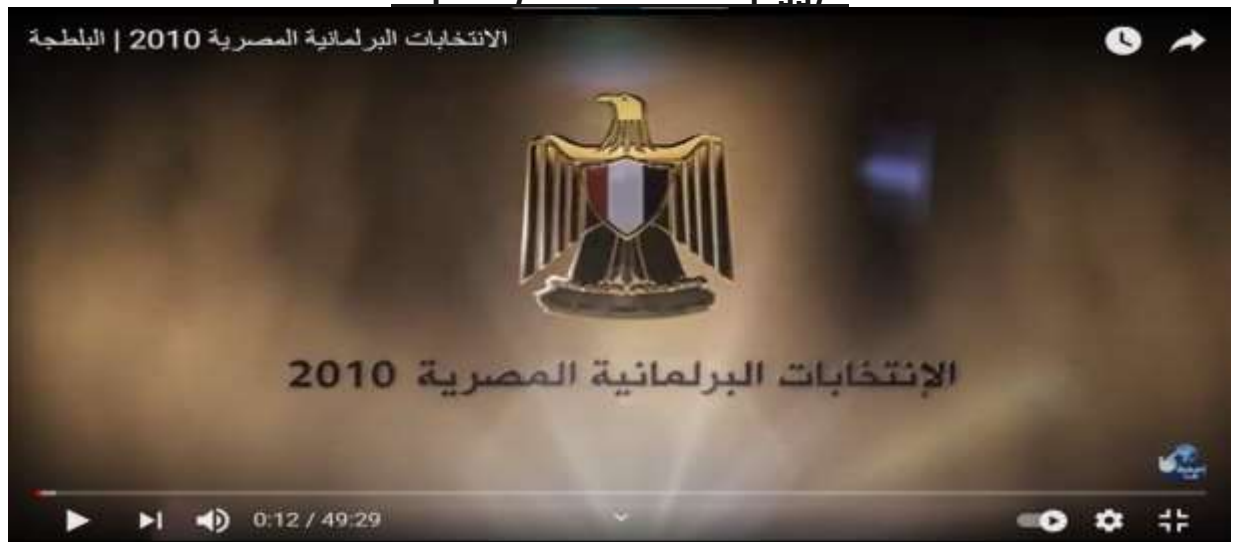 الانتخابات البرلمانية المصرية 2010 | البلطجة
الإنتخابات البرلمانية المصرية 2010
0:12 / 49:29